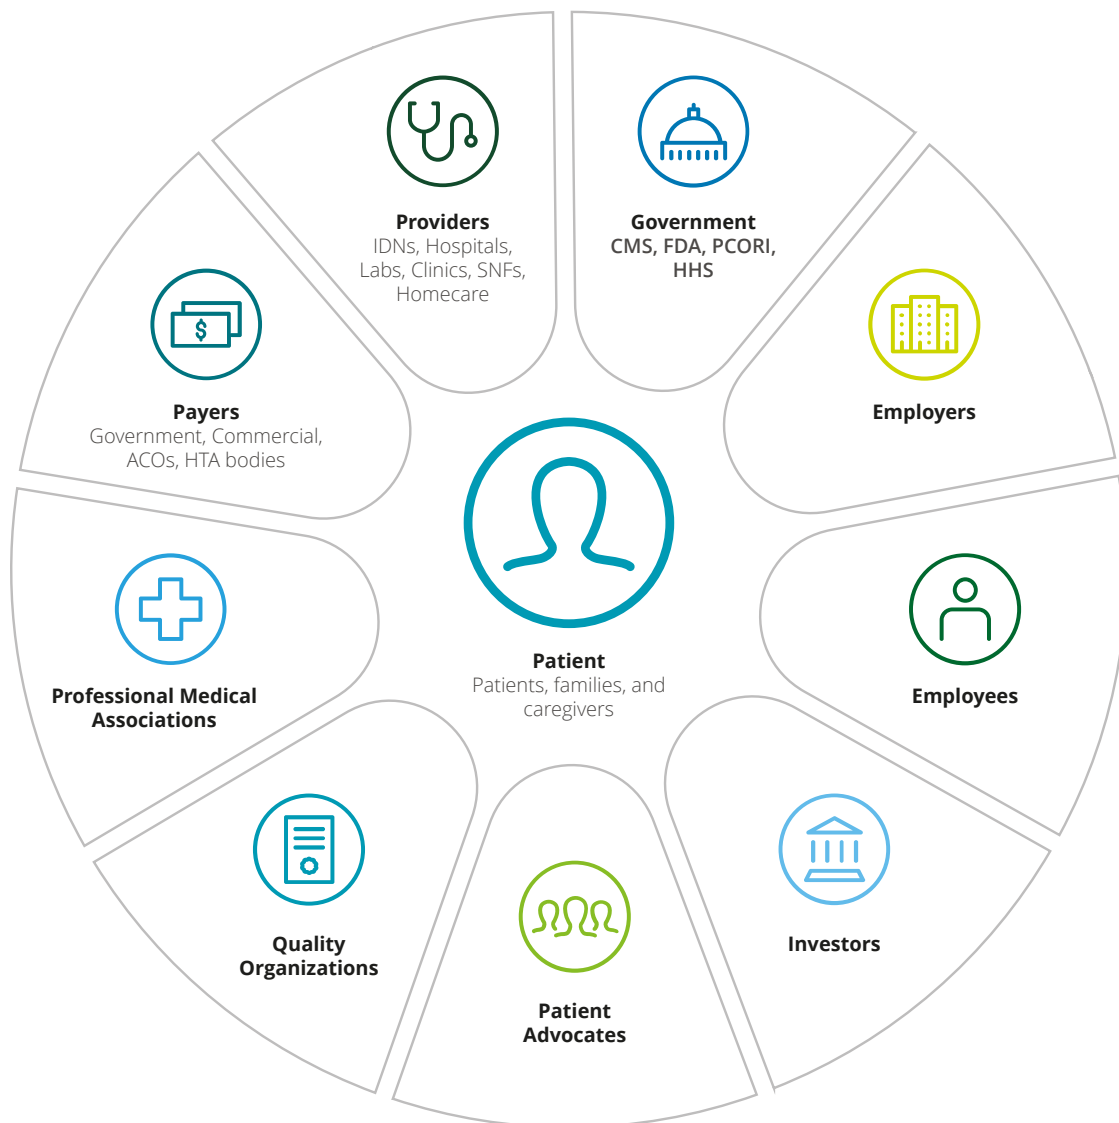 Providers
IDNs, Hospitals,
Labs, Clinics, SNFs,
Homecare
Government
CMS, FDA, PCORI,
HHS
Payers
Government, Commercial,
ACOs, HTA bodies
$
Employers
Patient
Patients, families, and
caregivers
Professional Medical
Associations
Employees
Quality
Organizations
Patient
Advocates
Investors